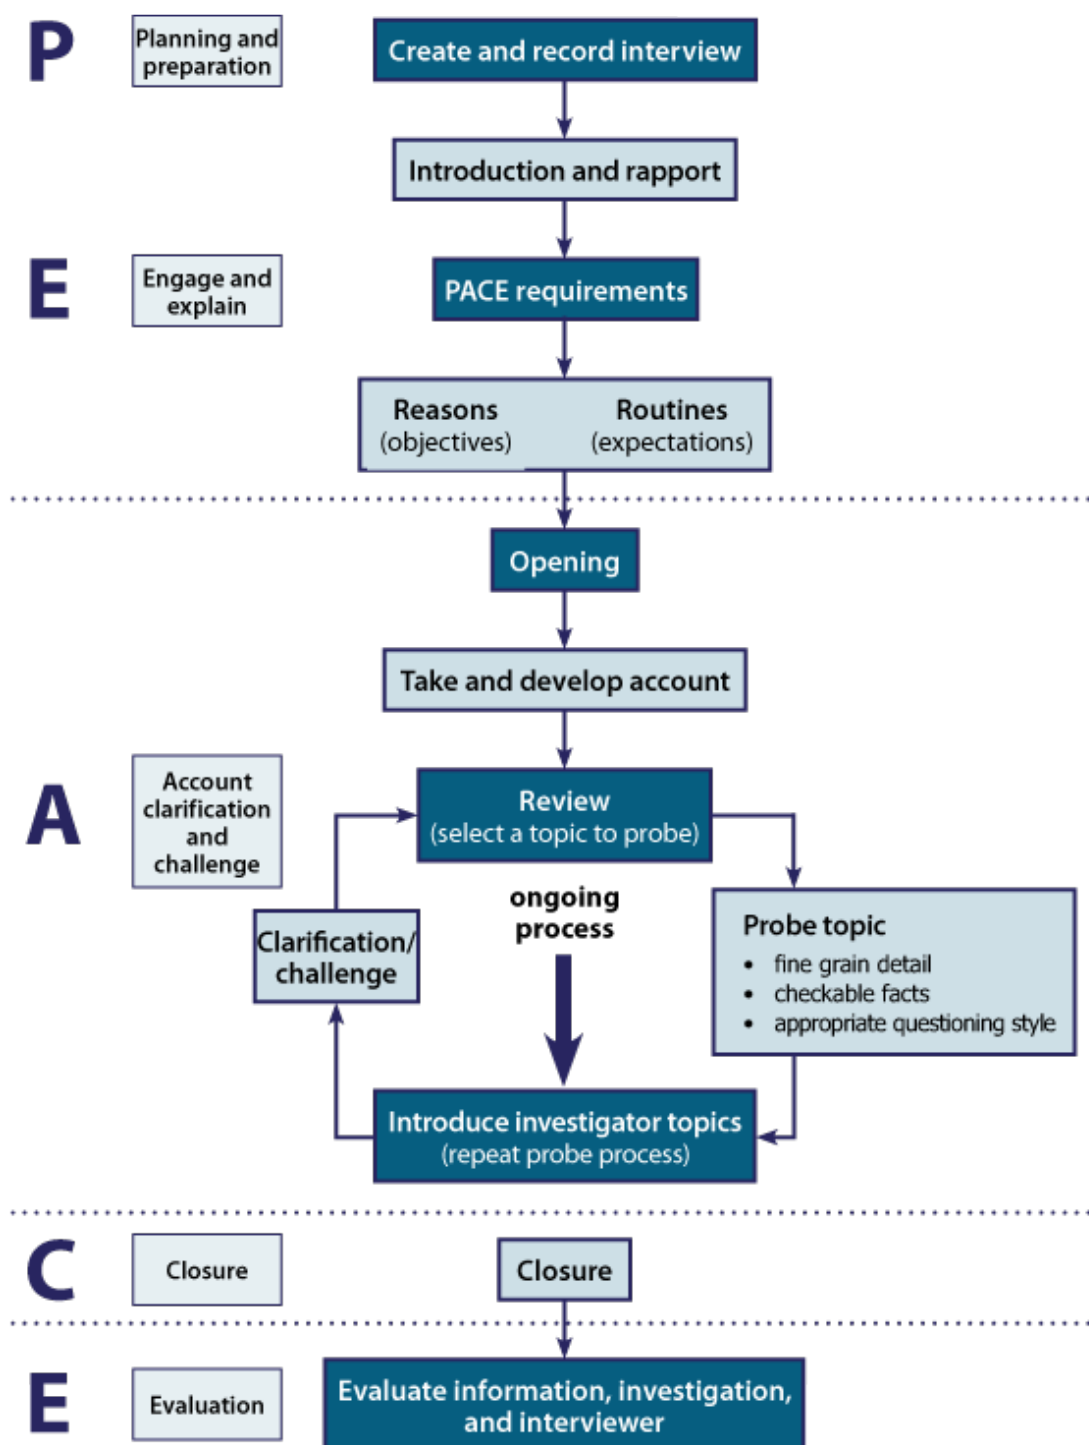 P
Planning and
preparation
Create and record interview
Introduction and rapport
E
Engage and
explain
PACE requirements
Reasons
(objectives)
Routines
(expectations)
Opening
Take and develop account
A
Account
clarification
and
challenge
Review
(select a topic to probe)
ongoing
process
Clarification/
challenge
Probe topic
• fine grain detail
• checkable facts
• appropriate questioning style
Introduce investigator topics
(repeat probe process)
C
Closure
Closure
E
Evaluation
Evaluate information, investigation,
and interviewer